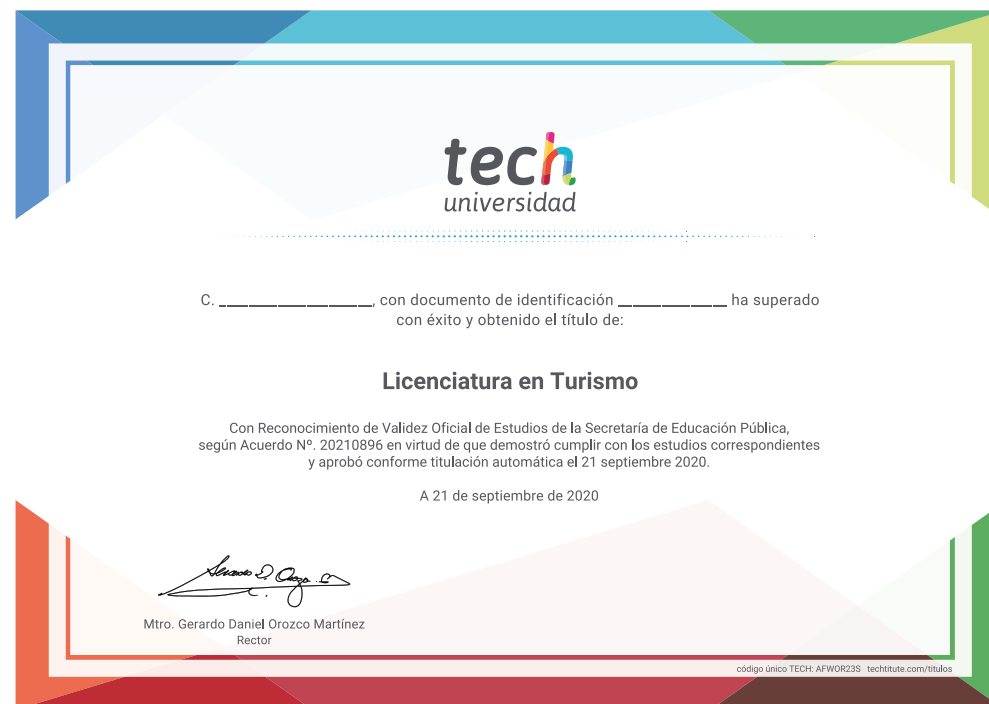 tech
universidad
C. __________________, con documento de identificación _____________ ha superado
con éxito y obtenido el título de:
Licenciatura en Turismo
Con Reconocimiento de Validez Oficial de Estudios de la Secretaría de Educación Pública,
según Acuerdo Nº. 20210896 en virtud de que demostró cumplir con los estudios correspondientes
y aprobó conforme titulación automática el 21 septiembre 2020.
A 21 de septiembre de 2020
Mtro. Gerardo Daniel Orozco Martínez
Rector
código único TECH: AFWOR23S techtitute.com/titulos